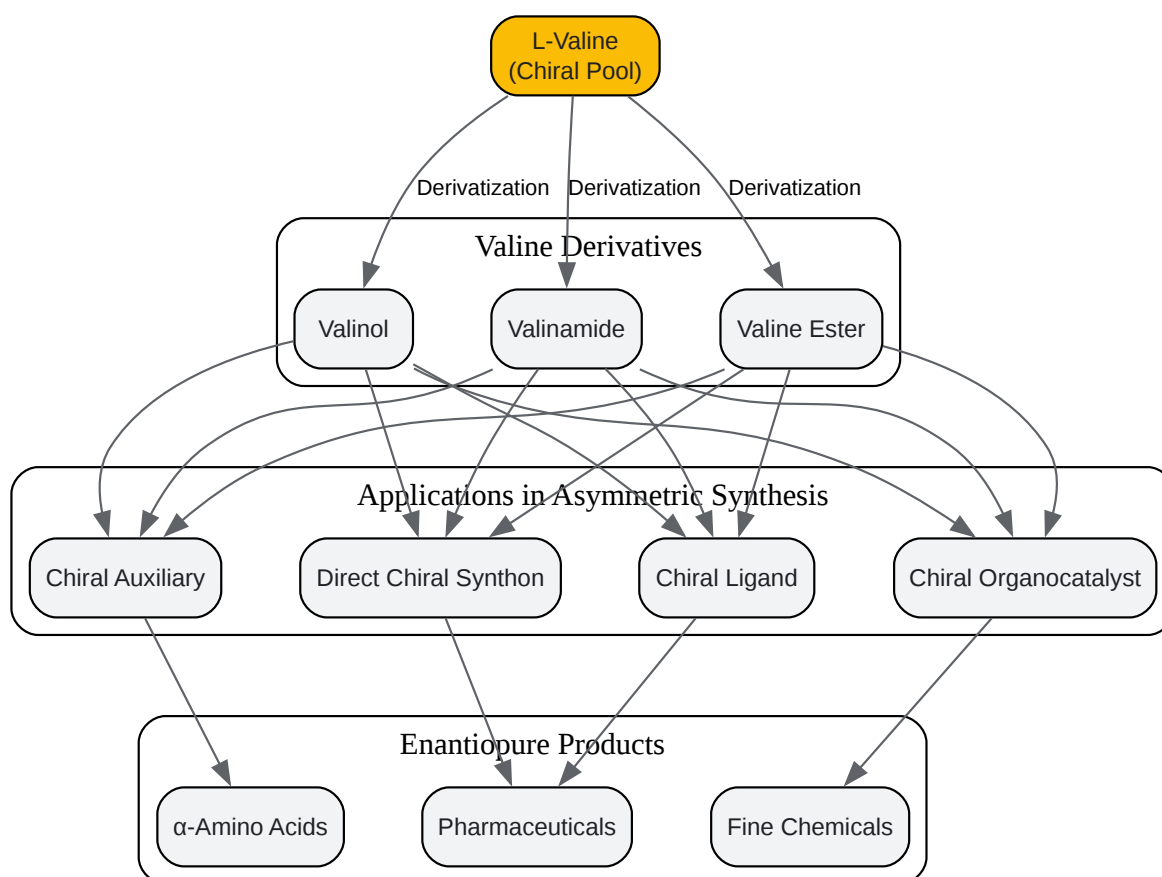 L-Valine
(Chiral Pool)
Derivatization
Derivatization
Derivatization
Valine Derivatives
Valinol
Valinamide
Valine Ester
Applications in Asymmetric Synthesis
Chiral Auxiliary
Direct Chiral Synthon
Chiral Ligand
Chiral Organocatalyst
Enantiopure Products
α-Amino Acids
Pharmaceuticals
Fine Chemicals